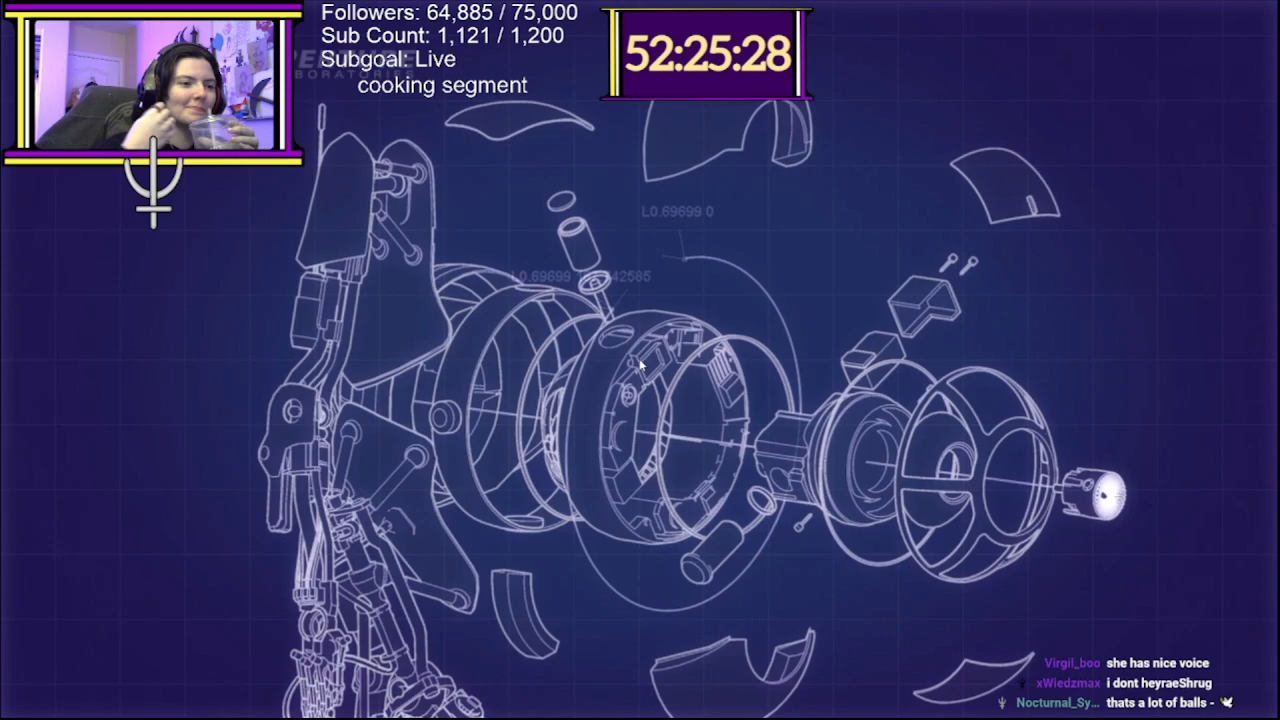 Followers: 64,885 / 75,000
Sub Count: 1,121 / 1,200
Subgoal: Live
cooking segment
52:25:28
L0.69699 0
Virgil_boo she has nice voice
xWiedzmax i dont heyraeShrug
Nocturnal_Sy... thats a lot of balls -